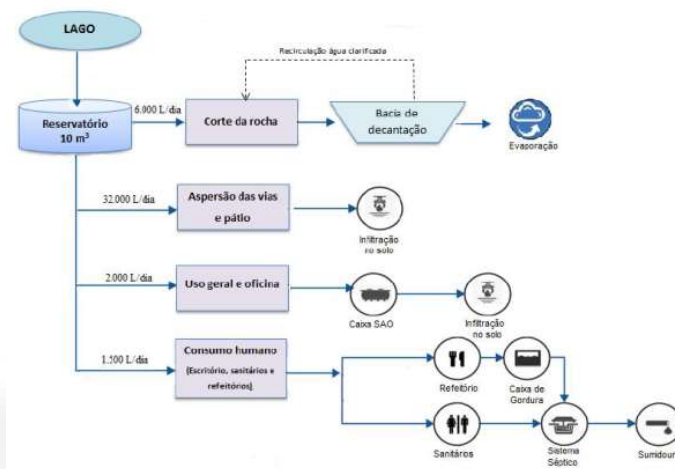 LAGO
Recirculação água clarificada
6.000 L/dia
Reservatório
10 m³
Corte da rocha
Bacia de
decantação
Evaporação
32.000 L/dia
Aspersão das vias
e pátio
Infiltração
no solo
2.000 L/dia
Uso geral e oficina
Caixa SAO
Infiltração
no solo
1.500 L/dia
Consumo humano
(Escritório, sanitários e
refeitórios)
Refeitório
Caixa de
Gordura
Sanitários
Sistema
Séptico
Sumidour